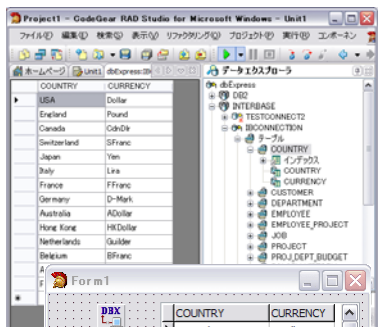 Project1 - CodeGear RAD Studio for Microsoft Windows - Unit1
ファイル(F) 編集(E) 検索(S) 表示(V) リファクタリング(Q) プロジェクト(P) 実行(R) コンポーネン
ホームページ Unit1 dbExpress:IB
COUNTRY CURRENCY
USA Dollar
England Pound
Canada CdnDlr
Switzerland SFranc
Japan Yen
Italy Lira
France FFranc
Germany D-Mark
Australia ADollar
Hong Kong HKDollar
Netherlands Guilder
Belgium BFranc
A
F
データエクスプローラ
dbExpress
DB2
INTERBASE
TESTCONNECT2
IBCONNECTION
テーブル
COUNTRY
インデックス
COUNTRY
CURRENCY
CUSTOMER
DEPARTMENT
EMPLOYEE
EMPLOYEE_PROJECT
JOB
PROJECT
PROJ_DEPT_BUDGET
Form1
DBX
COUNTRY CURRENCY